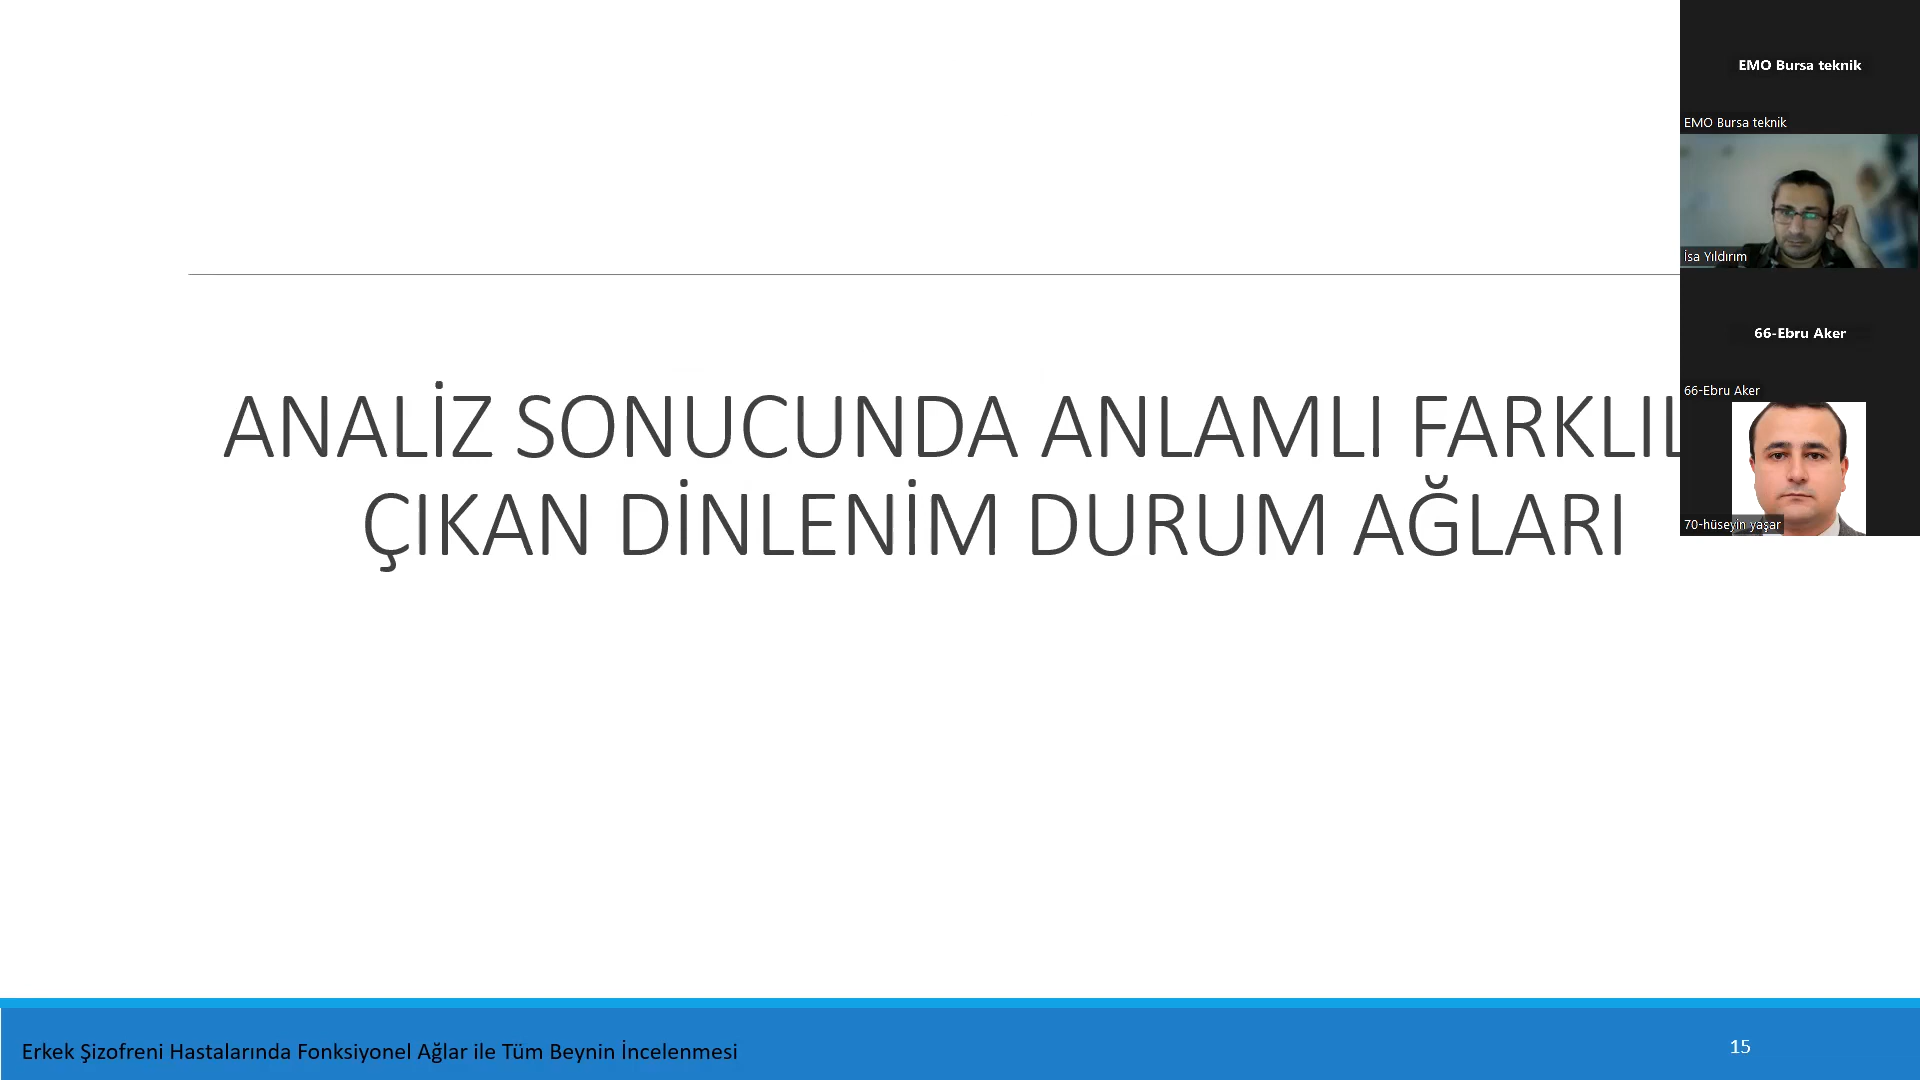 EMO Bursa teknik
EMO Bursa teknik
İsa Yıldırım
66-Ebru Aker
66-Ebru Aker
70-hüseyin yaşar
ANALİZ SONUCUNDA ANLAMLI
ÇIKAN DİNLENİM DURUM AĞLARI
Erkek Şizofreni Hastalarında Fonksiyonel Ağlar ile Tüm Beynin İncelenmesi
15